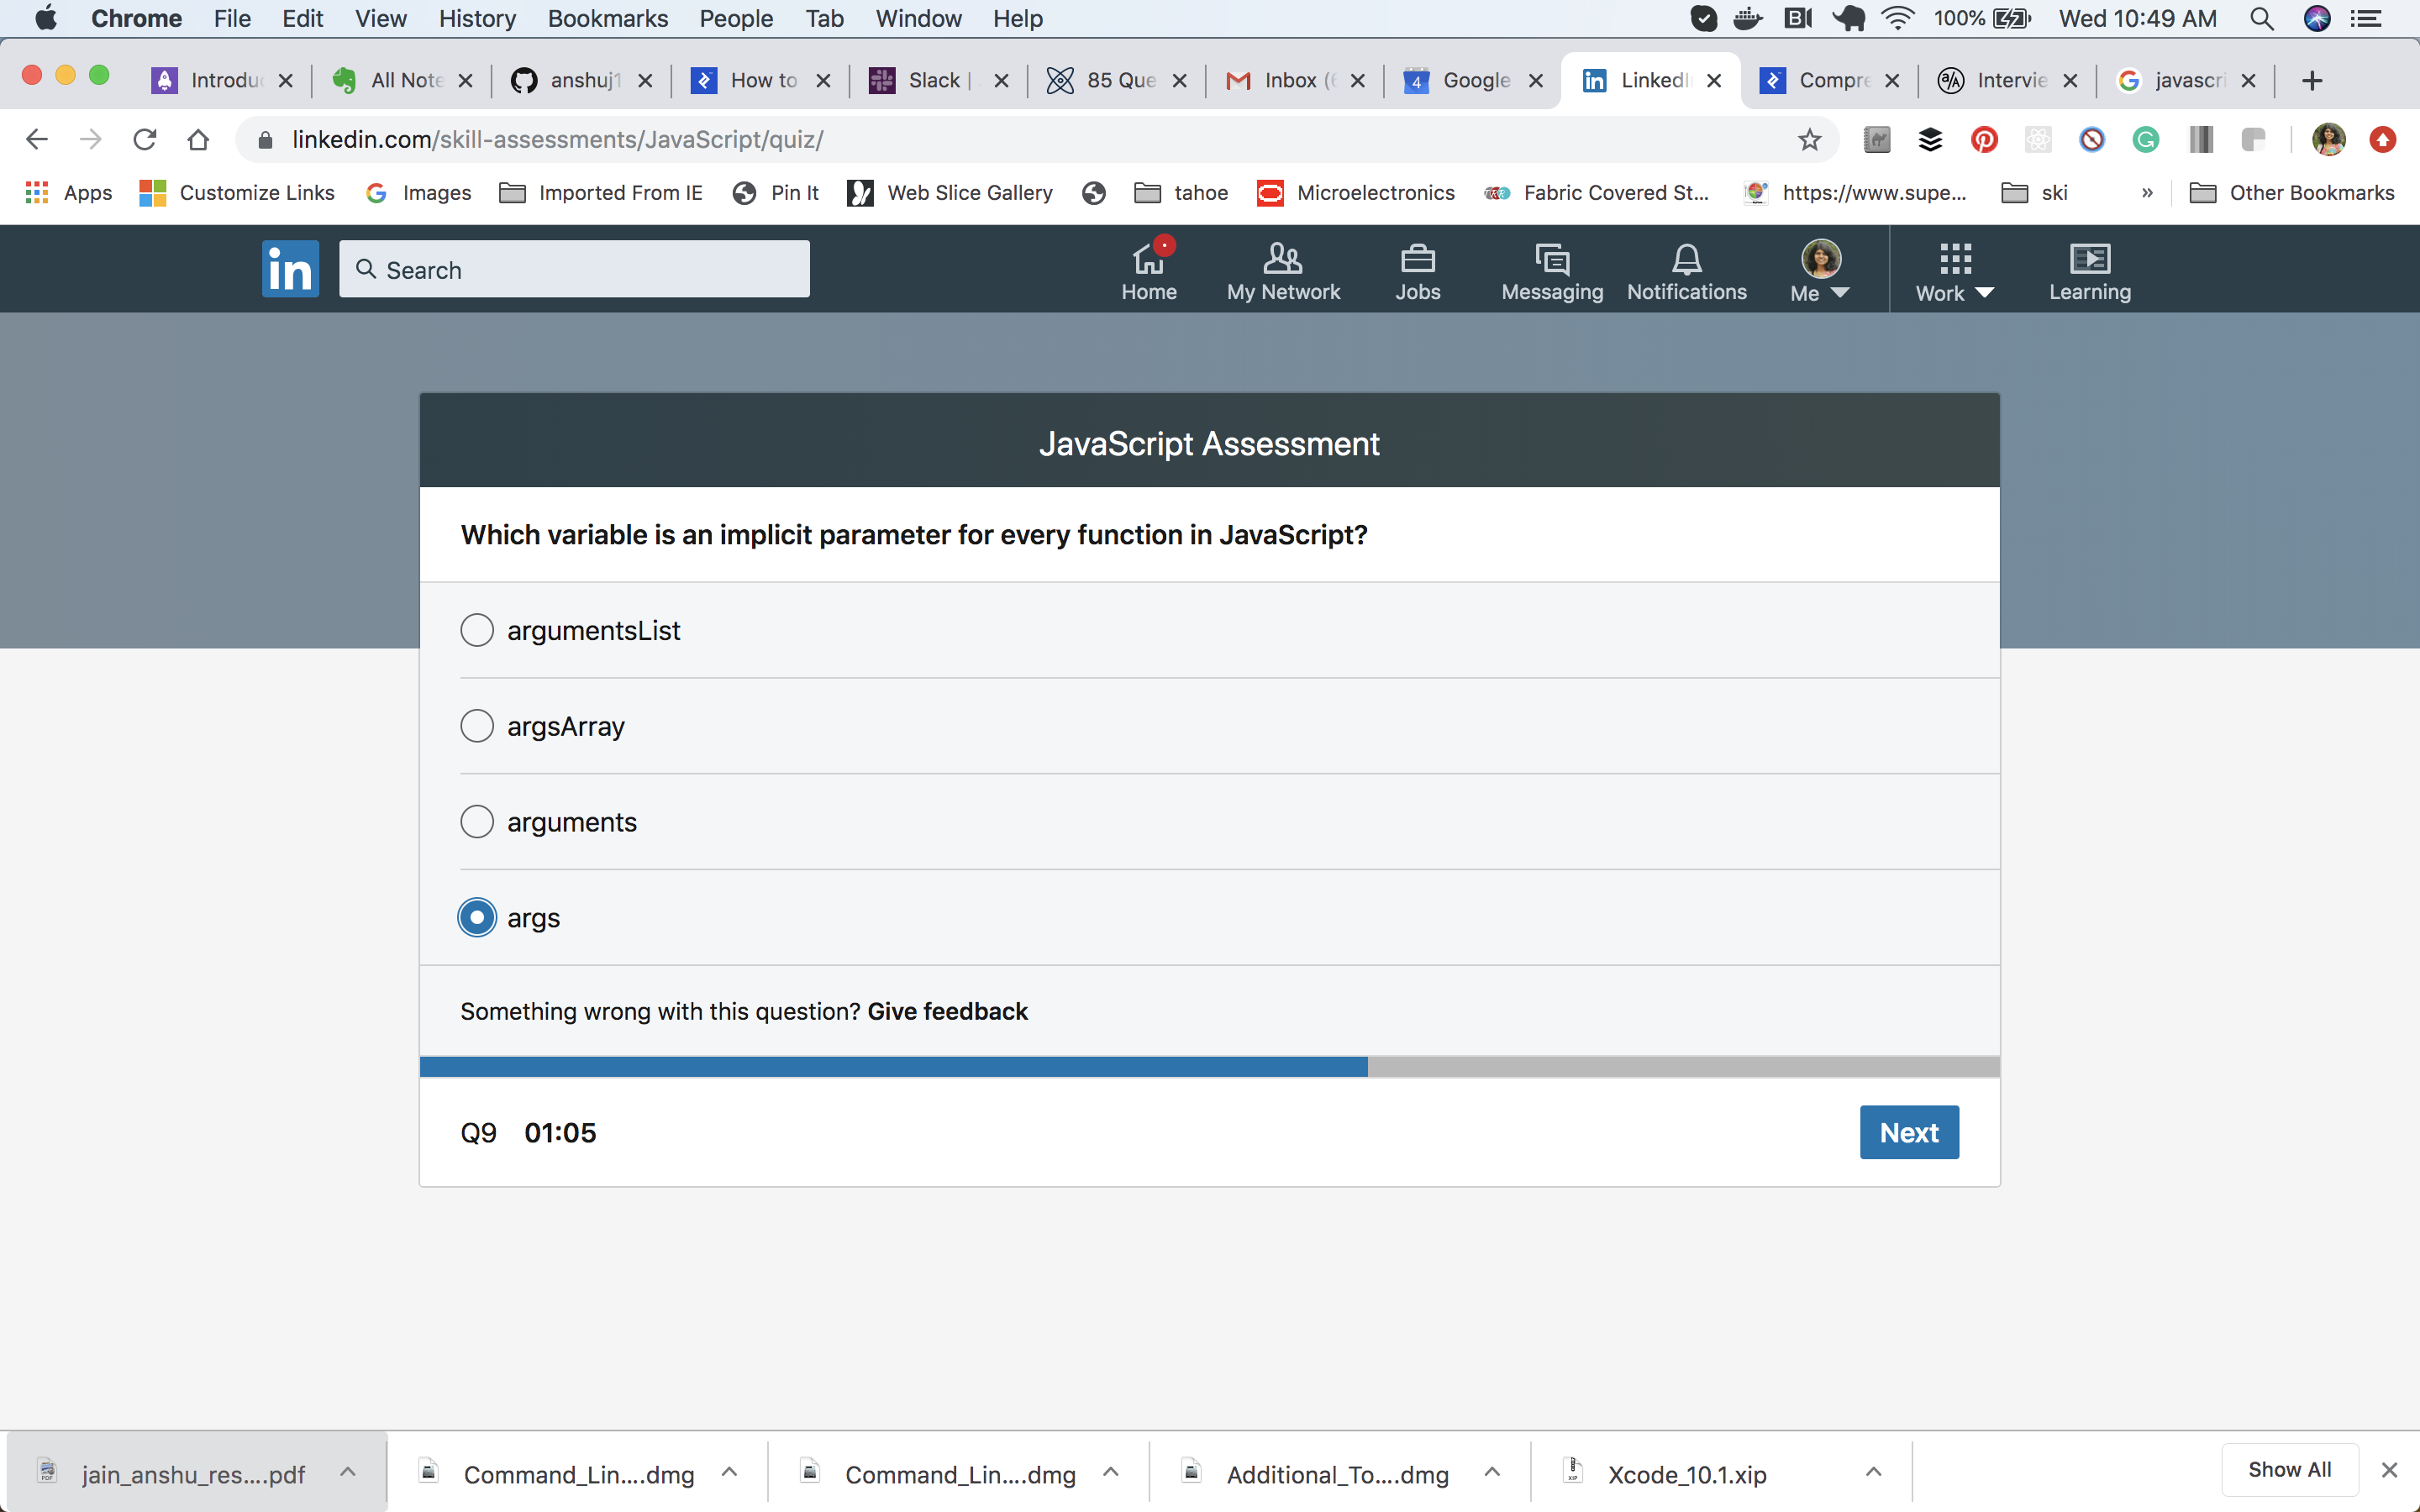 Chrome File Edit View History Bookmarks People Tab Window Help 100% Wed 10:49 AM
Introdu All Note anshuj1 How to Slack | 85 Que Inbox (6 4 Google in LinkedI Compre a/A Intervie javascri
linkedin.com/skill-assessments/JavaScript/quiz/
Apps Customize Links Images Imported From IE Pin It Web Slice Gallery tahoe Microelectronics Fabric Covered St... https://www.supe... ski » Other Bookmarks
in Search Home My Network Jobs Messaging Notifications Me Work Learning
JavaScript Assessment
Which variable is an implicit parameter for every function in JavaScript?
argumentsList
argsArray
arguments
args
Something wrong with this question? Give feedback
Q9 01:05 Next
jain_anshu_res....pdf Command_Lin....dmg Command_Lin....dmg Additional_To....dmg Xcode_10.1.xip Show All